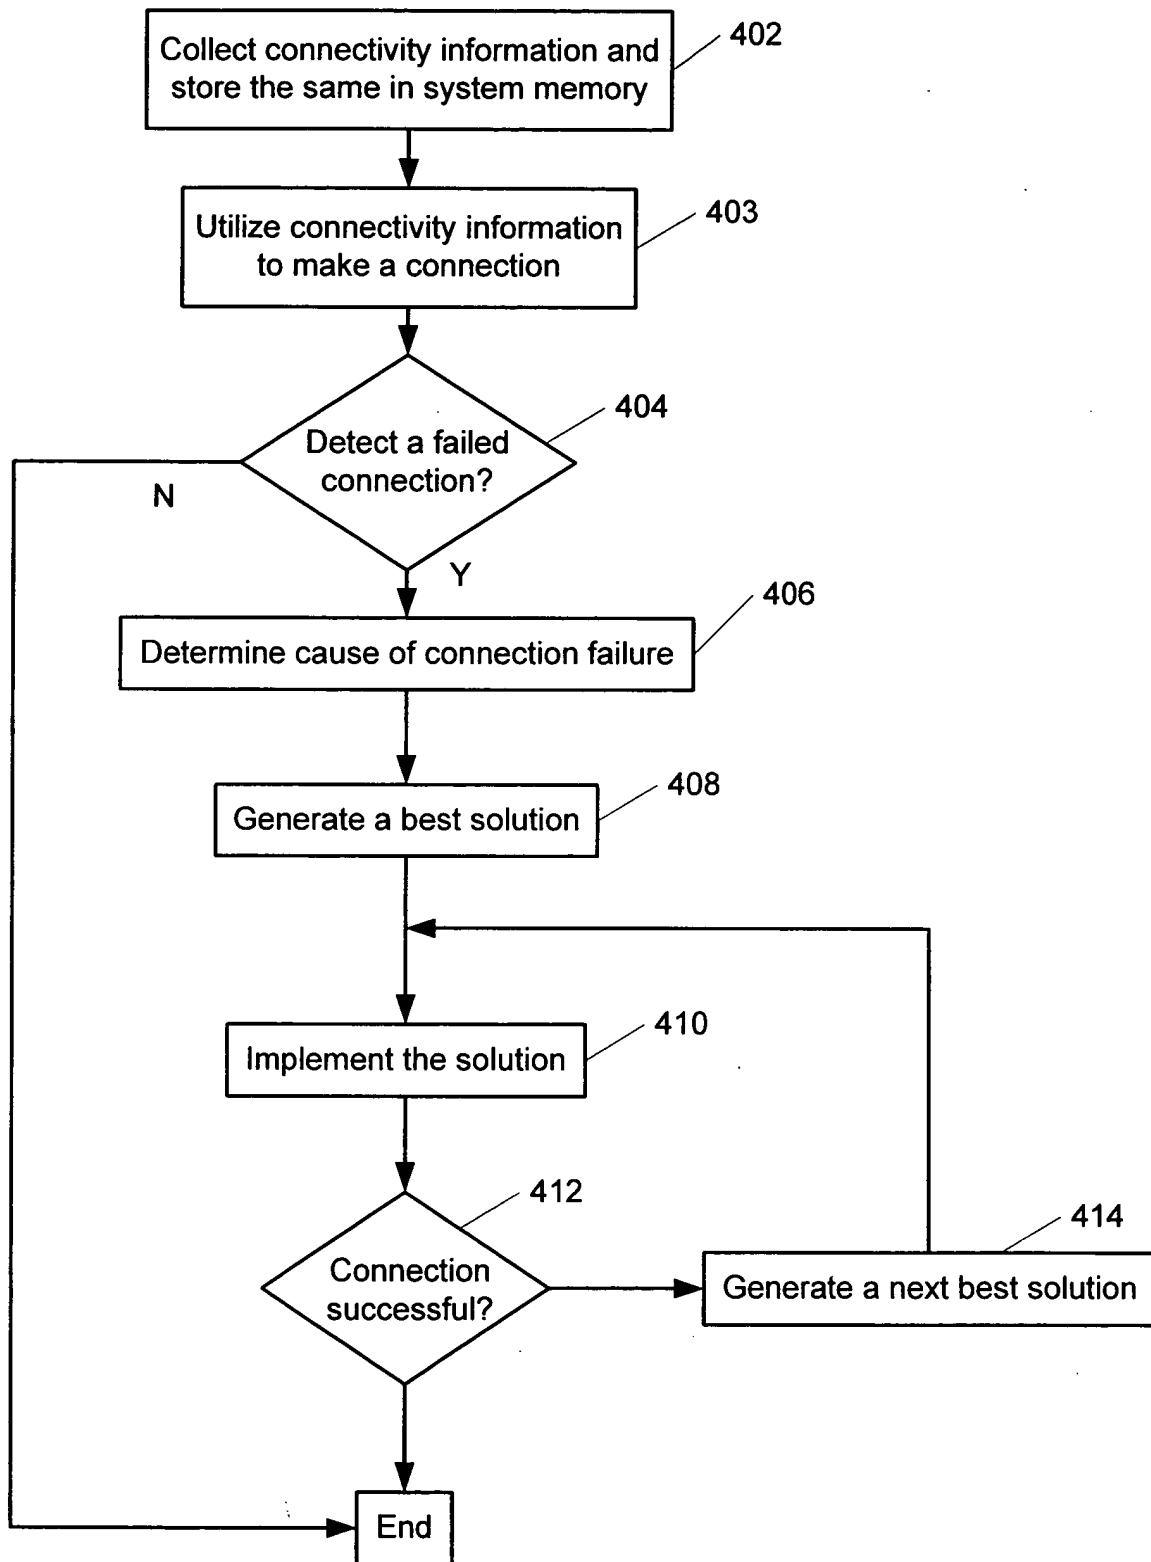 Collect connectivity information and
store the same in system memory
402
Utilize connectivity information
to make a connection
403
Detect a failed
connection?
404
N
Y
Determine cause of connection failure
406
Generate a best solution
408
Implement the solution
410
Connection
successful?
412
Generate a next best solution
414
End